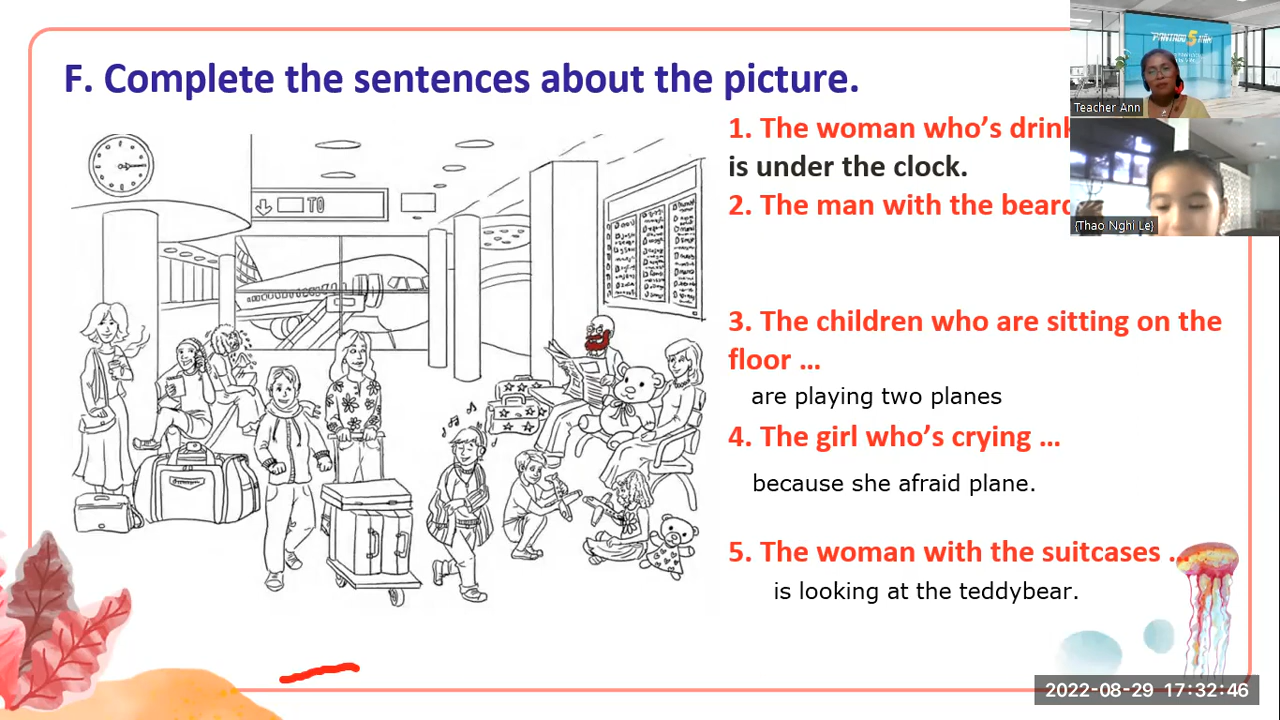 F. Complete the sentences about the picture.
1. The woman who's drink
is under the clock.
2. The man with the beard
3. The children who are sitting on the
floor ...
are playing two planes
4. The girl who's crying ...
because she afraid plane.
5. The woman with the suitcases ...
is looking at the teddybear.
TO
Teacher Ann
(Thao Nghi Le)
2022-08-29 17:32:46